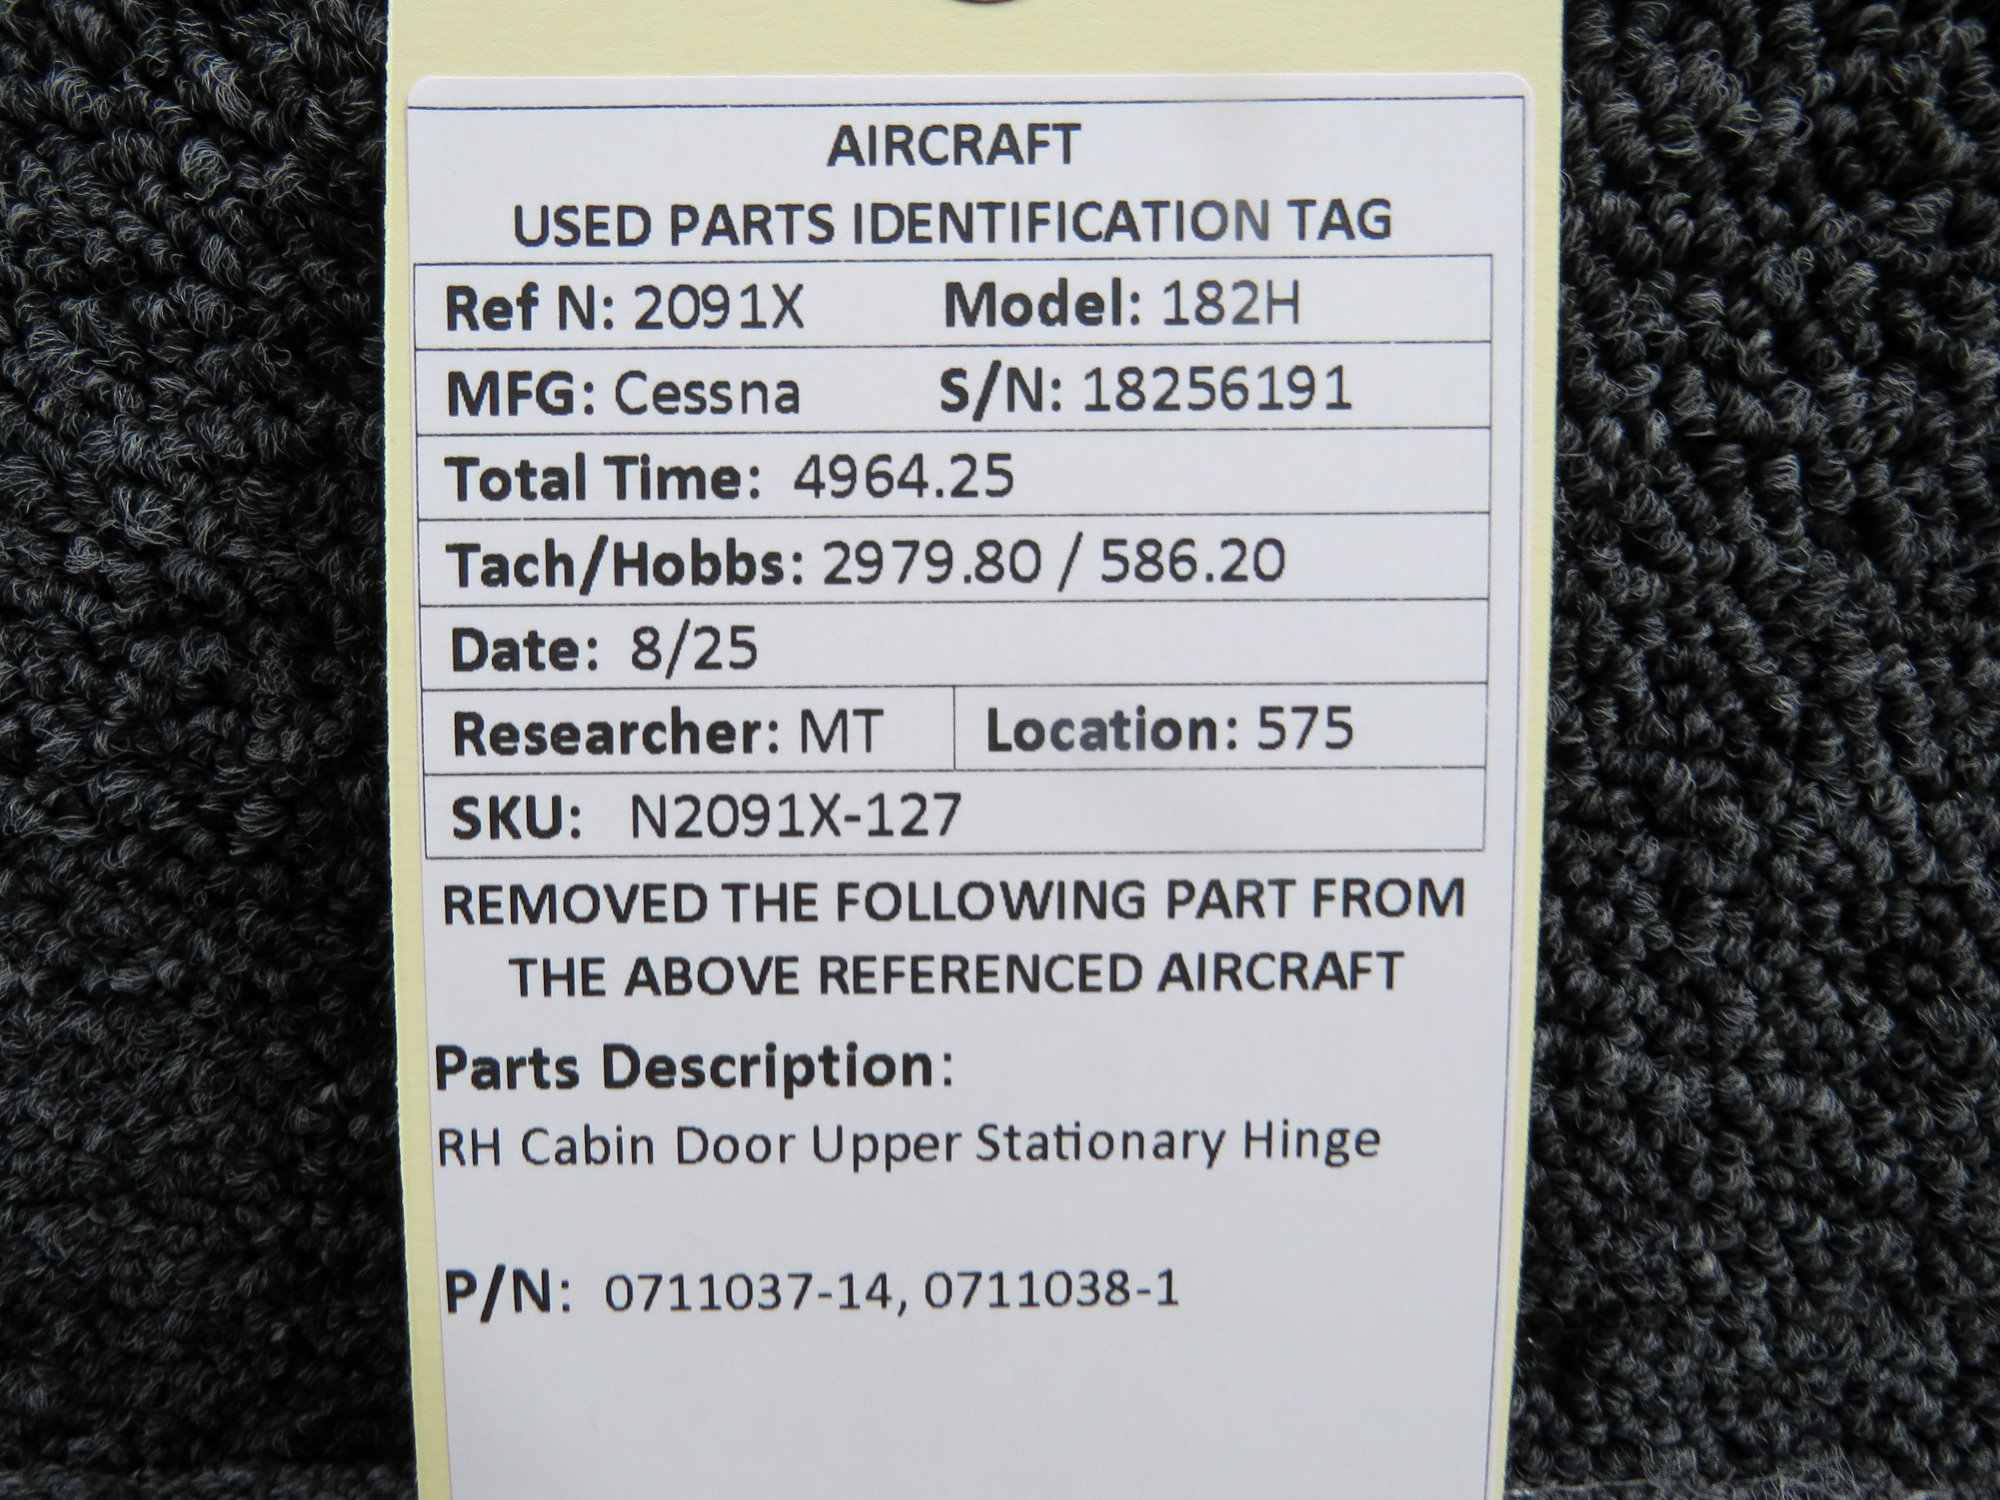 AIRCRAFT
USED PARTS IDENTIFICATION TAG
Ref N: 2091X Model: 182H
MFG: Cessna S/N: 18256191
Total Time: 4964.25
Tach/Hobbs: 2979.80 / 586.20
Date: 8/25
Researcher: MT Location: 575
SKU: N2091X-127
REMOVED THE FOLLOWING PART FROM
THE ABOVE REFERENCED AIRCRAFT
Parts Description:
RH Cabin Door Upper Stationary Hinge
P/N: 0711037-14, 0711038-1